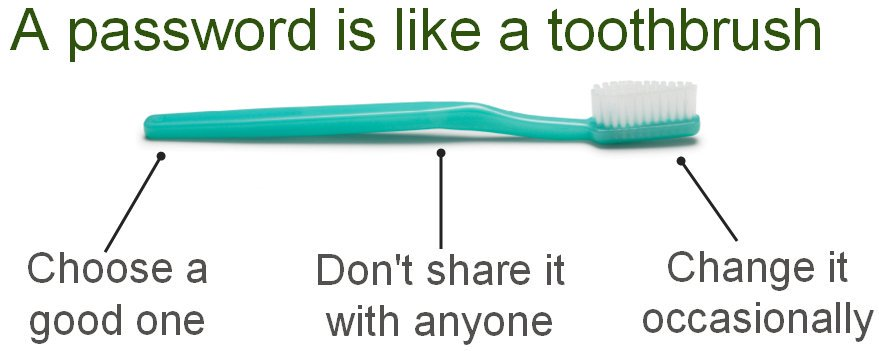 A password is like a toothbrush
Choose a
good one
Don't share it
with anyone
Change it
occasionally